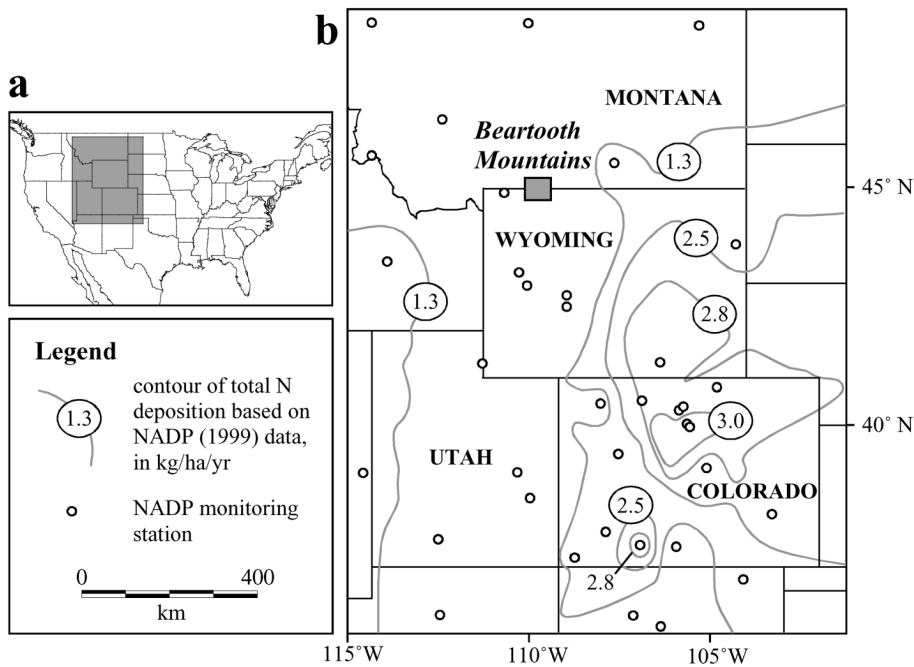 a
b
MONTANA
Beartooth
Mountains
1.3
45° N
WYOMING
2.5
1.3
2.8
Legend
contour of total N
1.3
deposition based on
NADP (1999) data,
in kg/ha/yr
3.0
40° N
UTAH
NADP monitoring
station
COLORADO
2.5
2.8
0
400
km
115°W
110°W
105°W